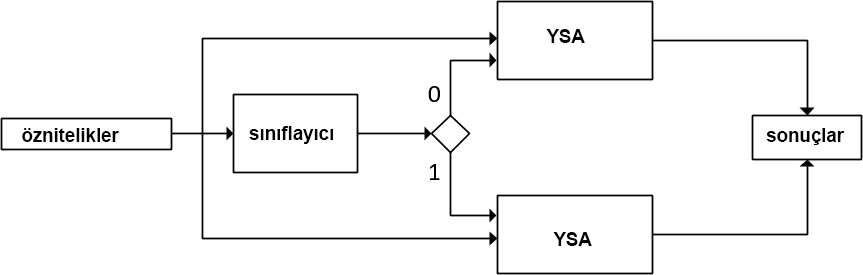 YSA
0
öznitelikler
sınıflayıcı
sonuçlar
1
YSA